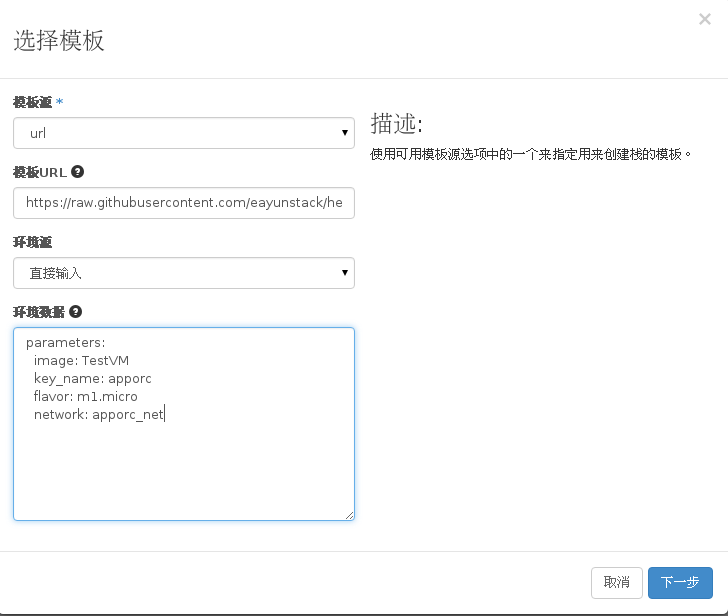 选择模板
×
模板源 *
url
模板URL
https://raw.githubusercontent.com/eayunstack/he
环境源
直接输入
环境数据
parameters:
  image: TestVM
  key_name: apporc
  flavor: m1.micro
  network: apporc_net
描述:
使用可用模板源选项中的一个来指定用来创建栈的模板。
取消
下一步